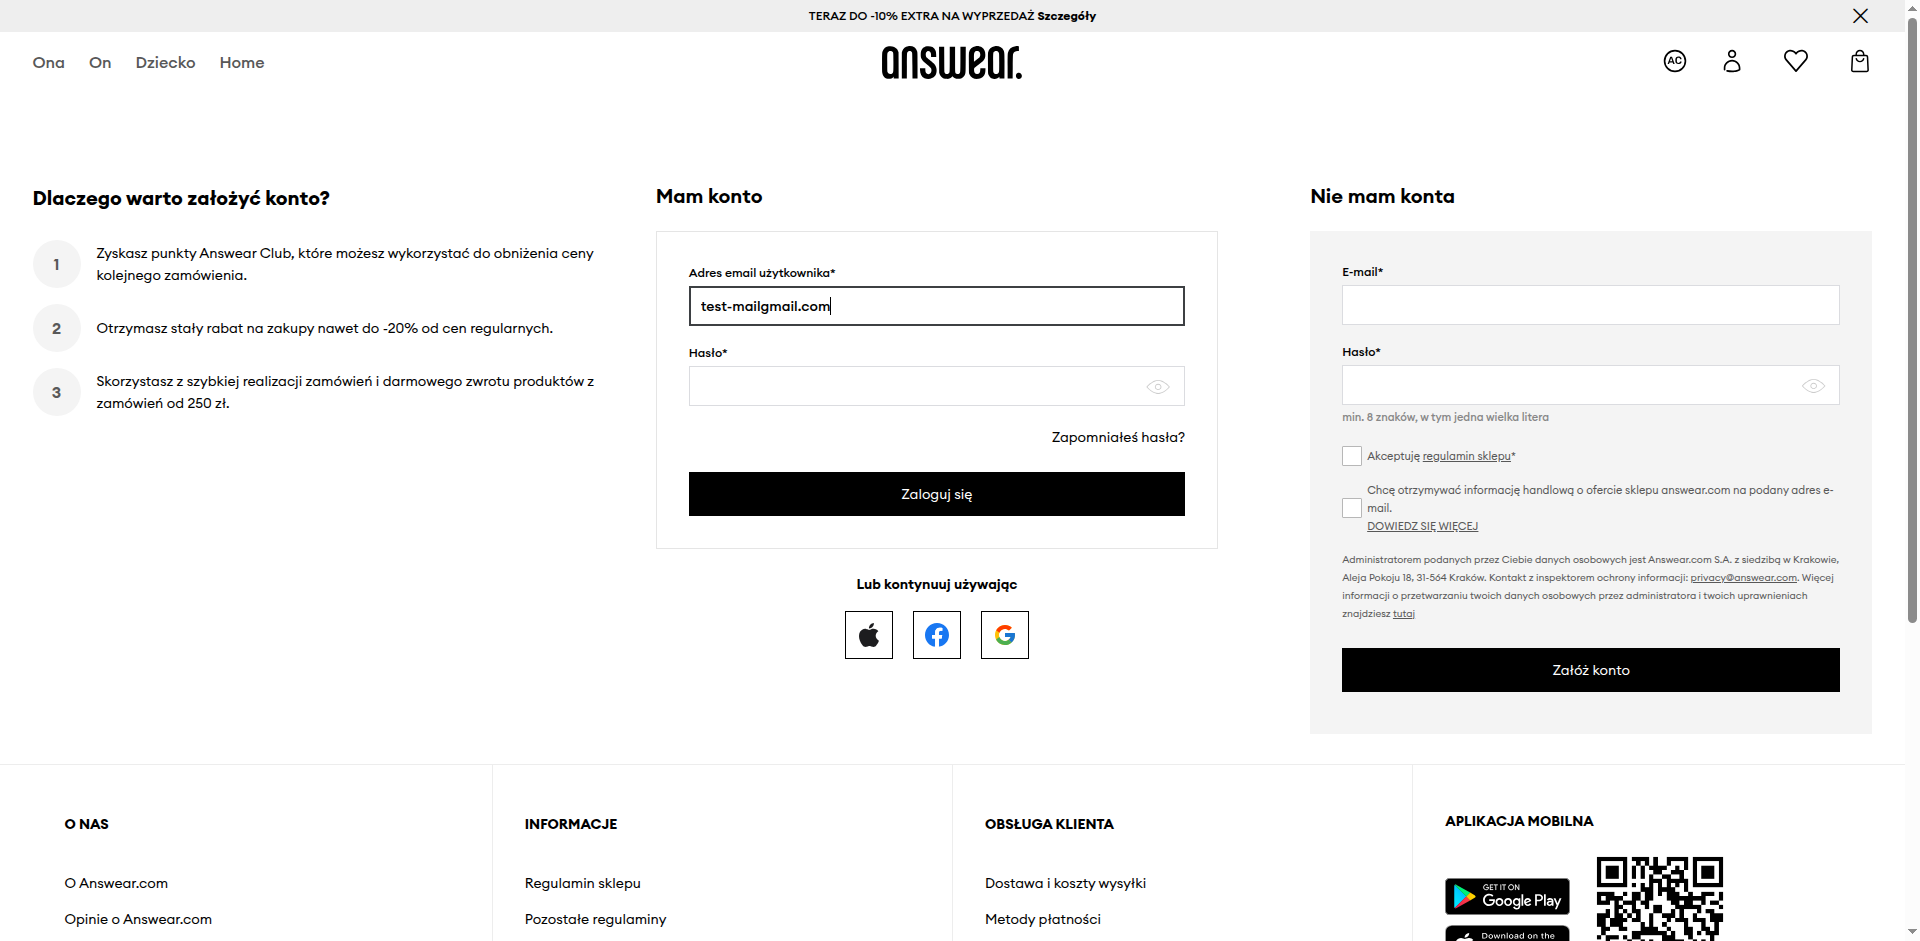 TERAZ DO -10% EXTRA NA WYPRZEDAŻ Szczegóły
Ona On Dziecko Home
answear.
AC
Dlaczego warto założyć konto?
1
Zyskasz punkty Answear Club, które możesz wykorzystać do obniżenia ceny
kolejnego zamówienia.
2
Otrzymasz stały rabat na zakupy nawet do -20% od cen regularnych.
3
Skorzystasz z szybkiej realizacji zamówień i darmowego zwrotu produktów z
zamówień od 250 zł.
Mam konto
Adres email użytkownika*
test-mailgmail.com
Hasło*
Zapomniałeś hasła?
Zaloguj się
Lub kontynuuj używając
Nie mam konta
E-mail*
Hasło*
min. 8 znaków, w tym jedna wielka litera
Akceptuję regulamin sklepu*
Chcę otrzymywać informację handlową o ofercie sklepu answear.com na podany adres e-
mail.
DOWIEDZ SIĘ WIĘCEJ
Administratorem podanych przez Ciebie danych osobowych jest Answear.com S.A. z siedzibą w Krakowie,
Aleja Pokoju 18, 31-564 Kraków. Kontakt z inspektorem ochrony informacji: privacy@answear.com. Więcej
informacji o przetwarzaniu twoich danych osobowych przez administratora i twoich uprawnieniach
znajdziesz tutaj
Załóż konto
O NAS
O Answear.com
Opinie o Answear.com
INFORMACJE
Regulamin sklepu
Pozostałe regulaminy
OBSŁUGA KLIENTA
Dostawa i koszty wysyłki
Metody płatności
APLIKACJA MOBILNA
GET IT ON
Google Play
Download on the